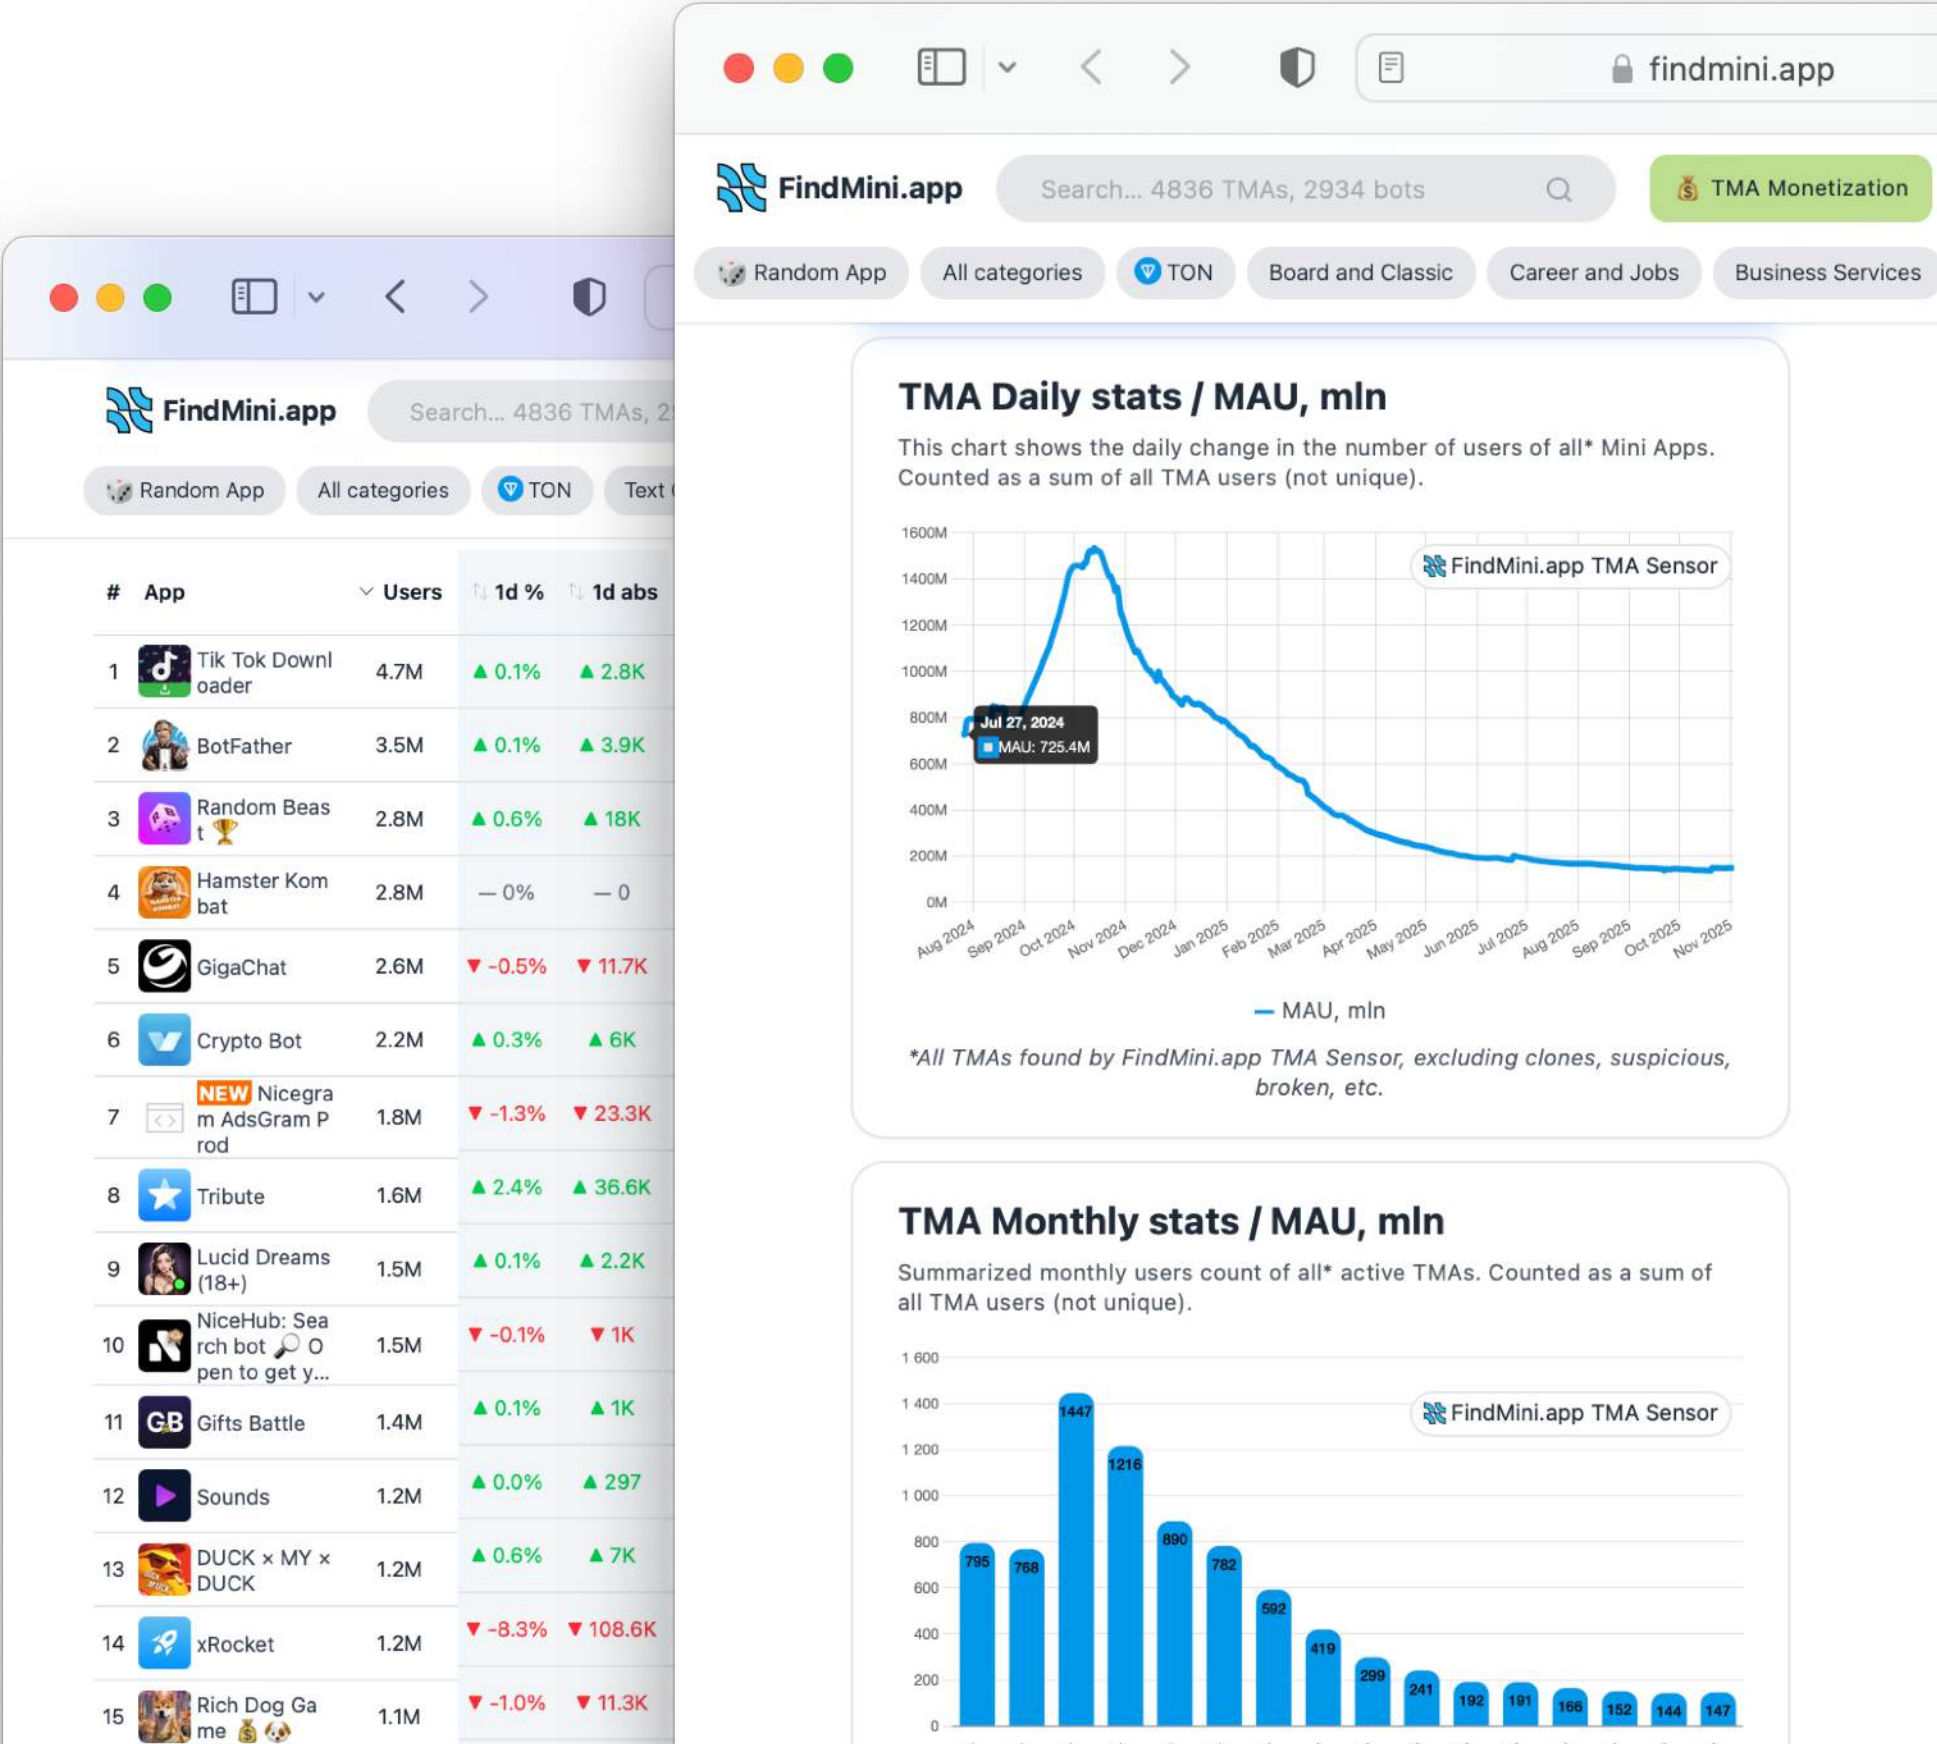 findmini.app
FindMini.app
Search... 4836 TMAs, 2934 bots
TMA Monetization
Random App
All categories
TON
Board and Classic
Career and Jobs
Business Services
TMA Daily stats / MAU, mln
This chart shows the daily change in the number of users of all* Mini Apps.
Counted as a sum of all TMA users (not unique).
1600M
1400M
1200M
1000M
800M
600M
400M
200M
0M
FindMini.app TMA Sensor
Jul 27, 2024
MAU: 725.4M
Aug 2024
Sep 2024
Oct 2024
Nov 2024
Dec 2024
Jan 2025
Feb 2025
Mar 2025
Apr 2025
May 2025
Jun 2025
Jul 2025
Aug 2025
Sep 2025
Oct 2025
Nov 2025
MAU, mln
*All TMAs found by FindMini.app TMA Sensor, excluding clones, suspicious,
broken, etc.
TMA Monthly stats / MAU, mln
Summarized monthly users count of all* active TMAs. Counted as a sum of
all TMA users (not unique).
1 600
1 400
1 200
1 000
800
600
400
200
0
FindMini.app TMA Sensor
795
768
1447
1216
890
782
592
419
299
241
192
191
166
152
144
147
FindMini.app
Search... 4836 TMAs,
Random App
All categories
TON
Text
# App Users 1d % 1d abs
1 Tik Tok Downl
oader 4.7M 0.1% 2.8K
2 BotFather 3.5M 0.1% 3.9K
3 Random Beas
t 2.8M 0.6% 18K
4 Hamster Kom
bat 2.8M — 0% — 0
5 GigaChat 2.6M -0.5% 11.7K
6 Crypto Bot 2.2M 0.3% 6K
7 NEW Nicegra
m AdsGram P
rod 1.8M -1.3% 23.3K
8 Tribute 1.6M 2.4% 36.6K
9 Lucid Dreams
(18+) 1.5M 0.1% 2.2K
10 NiceHub: Sea
rch bot O
pen to get y... 1.5M -0.1% 1K
11 GB Gifts Battle 1.4M 0.1% 1K
12 Sounds 1.2M 0.0% 297
13 DUCK × MY ×
DUCK 1.2M 0.6% 7K
14 xRocket 1.2M -8.3% 108.6K
15 Rich Dog Ga
me 1.1M -1.0% 11.3K